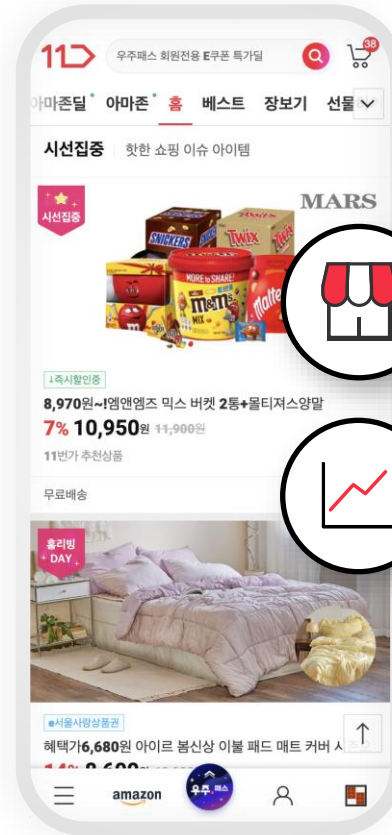 11
우주패스 회원전용 E쿠폰 특가딜
38
아마존딜 아마존 홈 베스트 장보기 선물
시선집중 핫한 쇼핑 이슈 아이템
시선집중
MARS
SNICKERS
TWIX
MORE to SHARE!
m&m's
MIX
↓즉시할인중
8,970원~!엠앤엠즈 믹스 버켓 2통+몰티져스양말
7% 10,950원 11,900원
11번가 추천상품
무료배송
홈리빙
DAY
e서울사랑상품권
혜택가6,680원 아이르 봄신상 이불 패드 매트 커버
amazon
우주패스